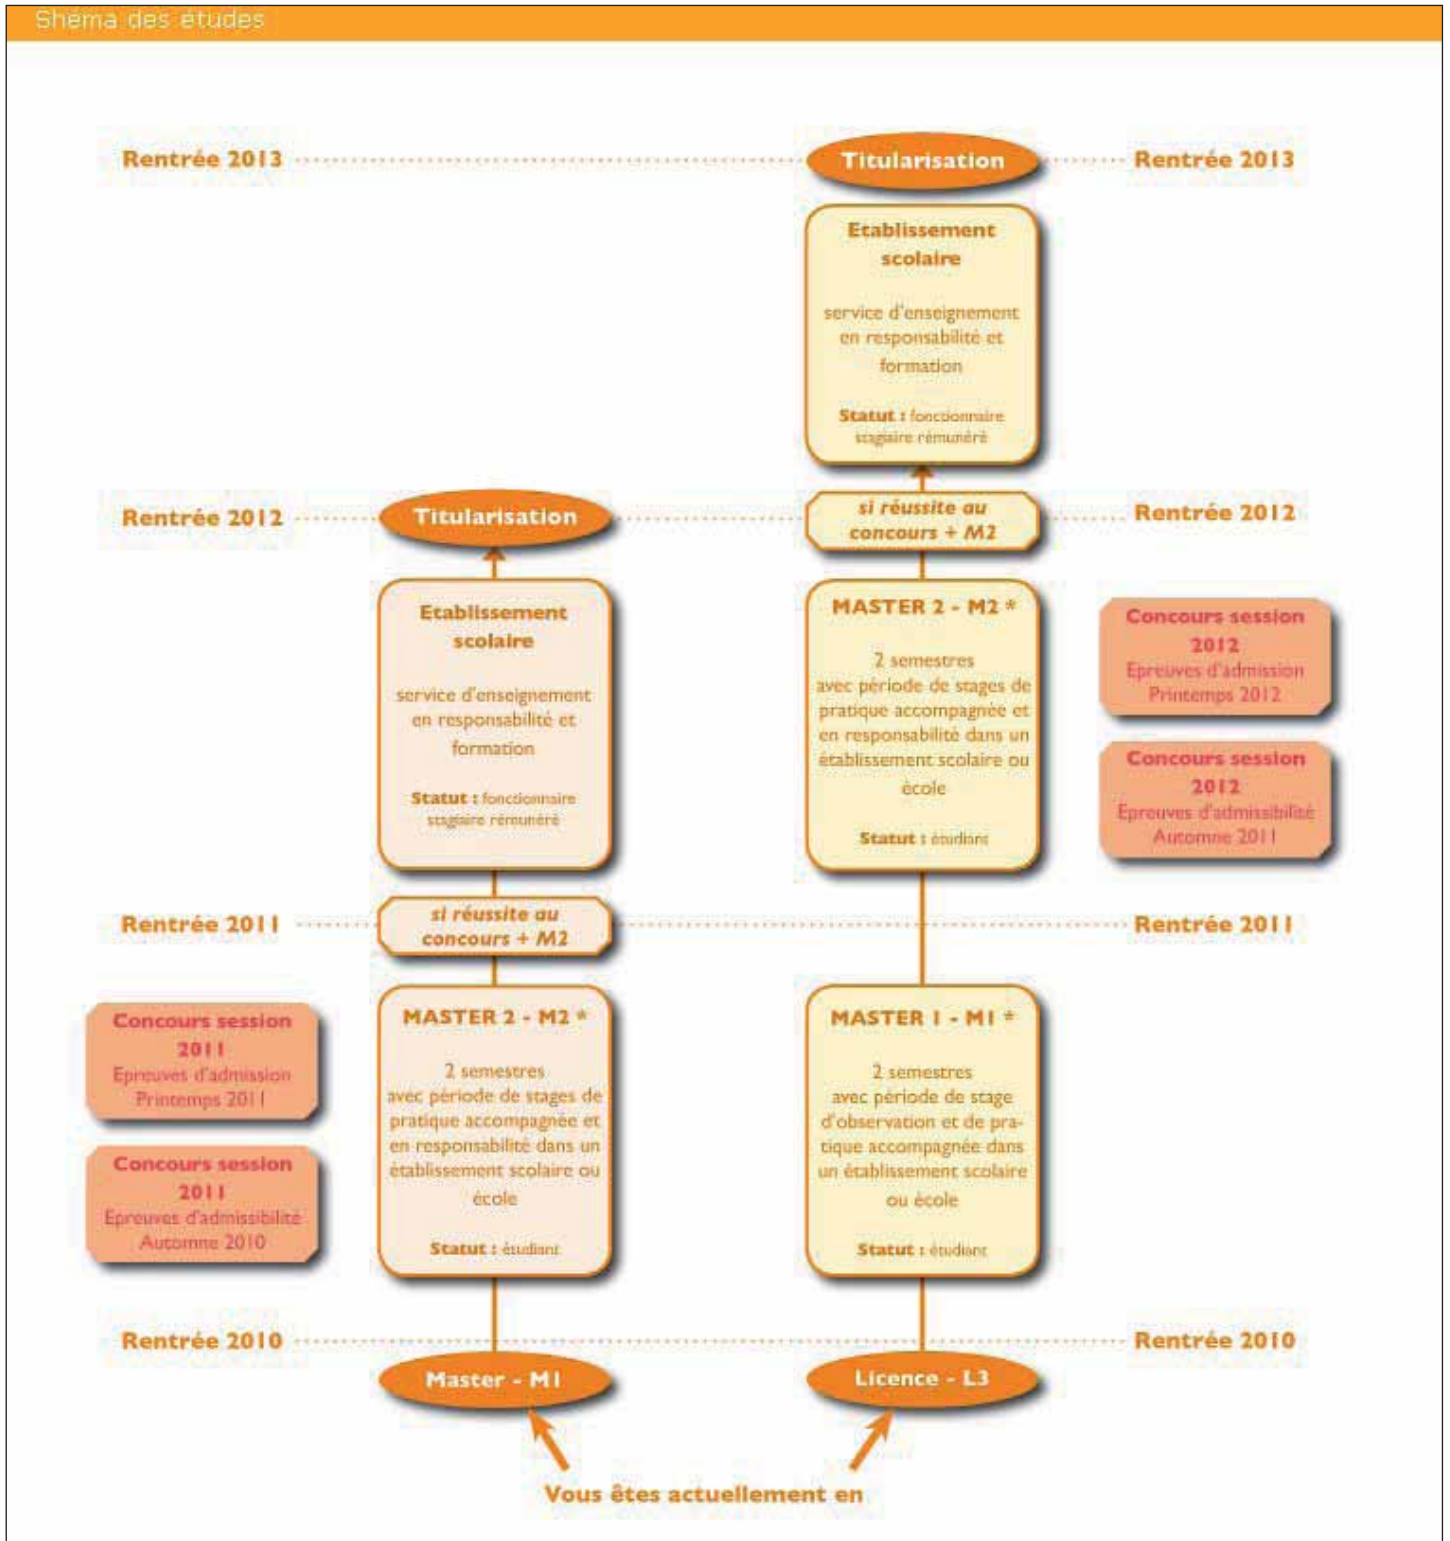 Shéma des études
Rentrée 2013
Titularisation
Rentrée 2013
Etablissement
scolaire
service d'enseignement
en responsabilité et
formation
Statut : fonctionnaire
stagiaire rémunéré
Rentrée 2012
Titularisation
si réussite au
concours + M2
Rentrée 2012
Etablissement
scolaire
service d'enseignement
en responsabilité et
formation
Statut : fonctionnaire
stagiaire rémunéré
MASTER 2 - M2 *
2 semestres
avec période de stages de
pratique accompagnée et
en responsabilité dans un
établissement scolaire ou
école
Statut : étudiant
Concours session
2012
Epreuves d'admission
Printemps 2012
Concours session
2012
Epreuves d'admissibilité
Automne 2011
Rentrée 2011
si réussite au
concours + M2
Rentrée 2011
Concours session
2011
Epreuves d'admission
Printemps 2011
Concours session
2011
Epreuves d'admissibilité
Automne 2010
MASTER 2 - M2 *
2 semestres
avec période de stages de
pratique accompagnée et
en responsabilité dans un
établissement scolaire ou
école
Statut : étudiant
MASTER 1 - M1 *
2 semestres
avec période de stage
d'observation et de pra-
tique accompagnée dans
un établissement scolaire
ou école
Statut : étudiant
Rentrée 2010
Rentrée 2010
Master - M1
Licence - L3
Vous êtes actuellement en